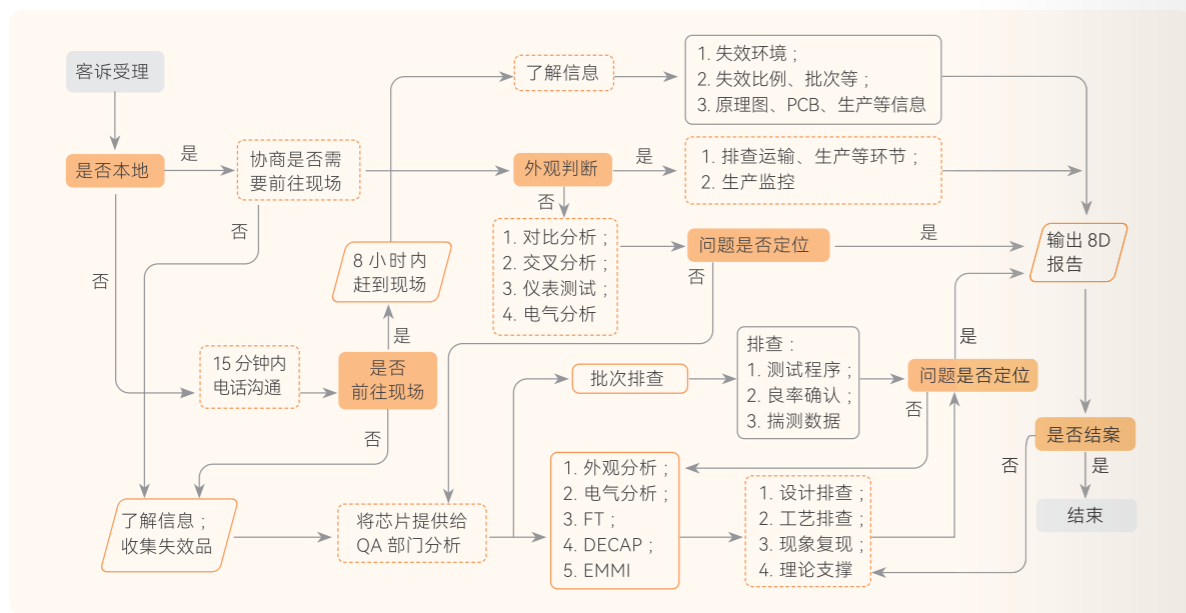 客诉受理
是否本地
是
否
协商是否需
要前往现场
否
15 分钟内
电话沟通
是否
前往现场
是
否
8 小时内
赶到现场
了解信息
1. 失效环境；
2. 失效比例、批次等；
3. 原理图、PCB、生产等信息
外观判断
是
否
1. 排查运输、生产等环节；
2. 生产监控
1. 对比分析；
2. 交叉分析；
3. 仪表测试；
4. 电气分析
问题是否定位
是
否
输出 8D
报告
了解信息；
收集失效品
将芯片提供给
QA 部门分析
批次排查
排查：
1. 测试程序；
2. 良率确认；
3. 揣测数据
问题是否定位
是
否
1. 外观分析；
2. 电气分析；
3. FT；
4. DECAP；
5. EMMI
1. 设计排查；
2. 工艺排查；
3. 现象复现；
4. 理论支撑
是否结案
否
是
结束